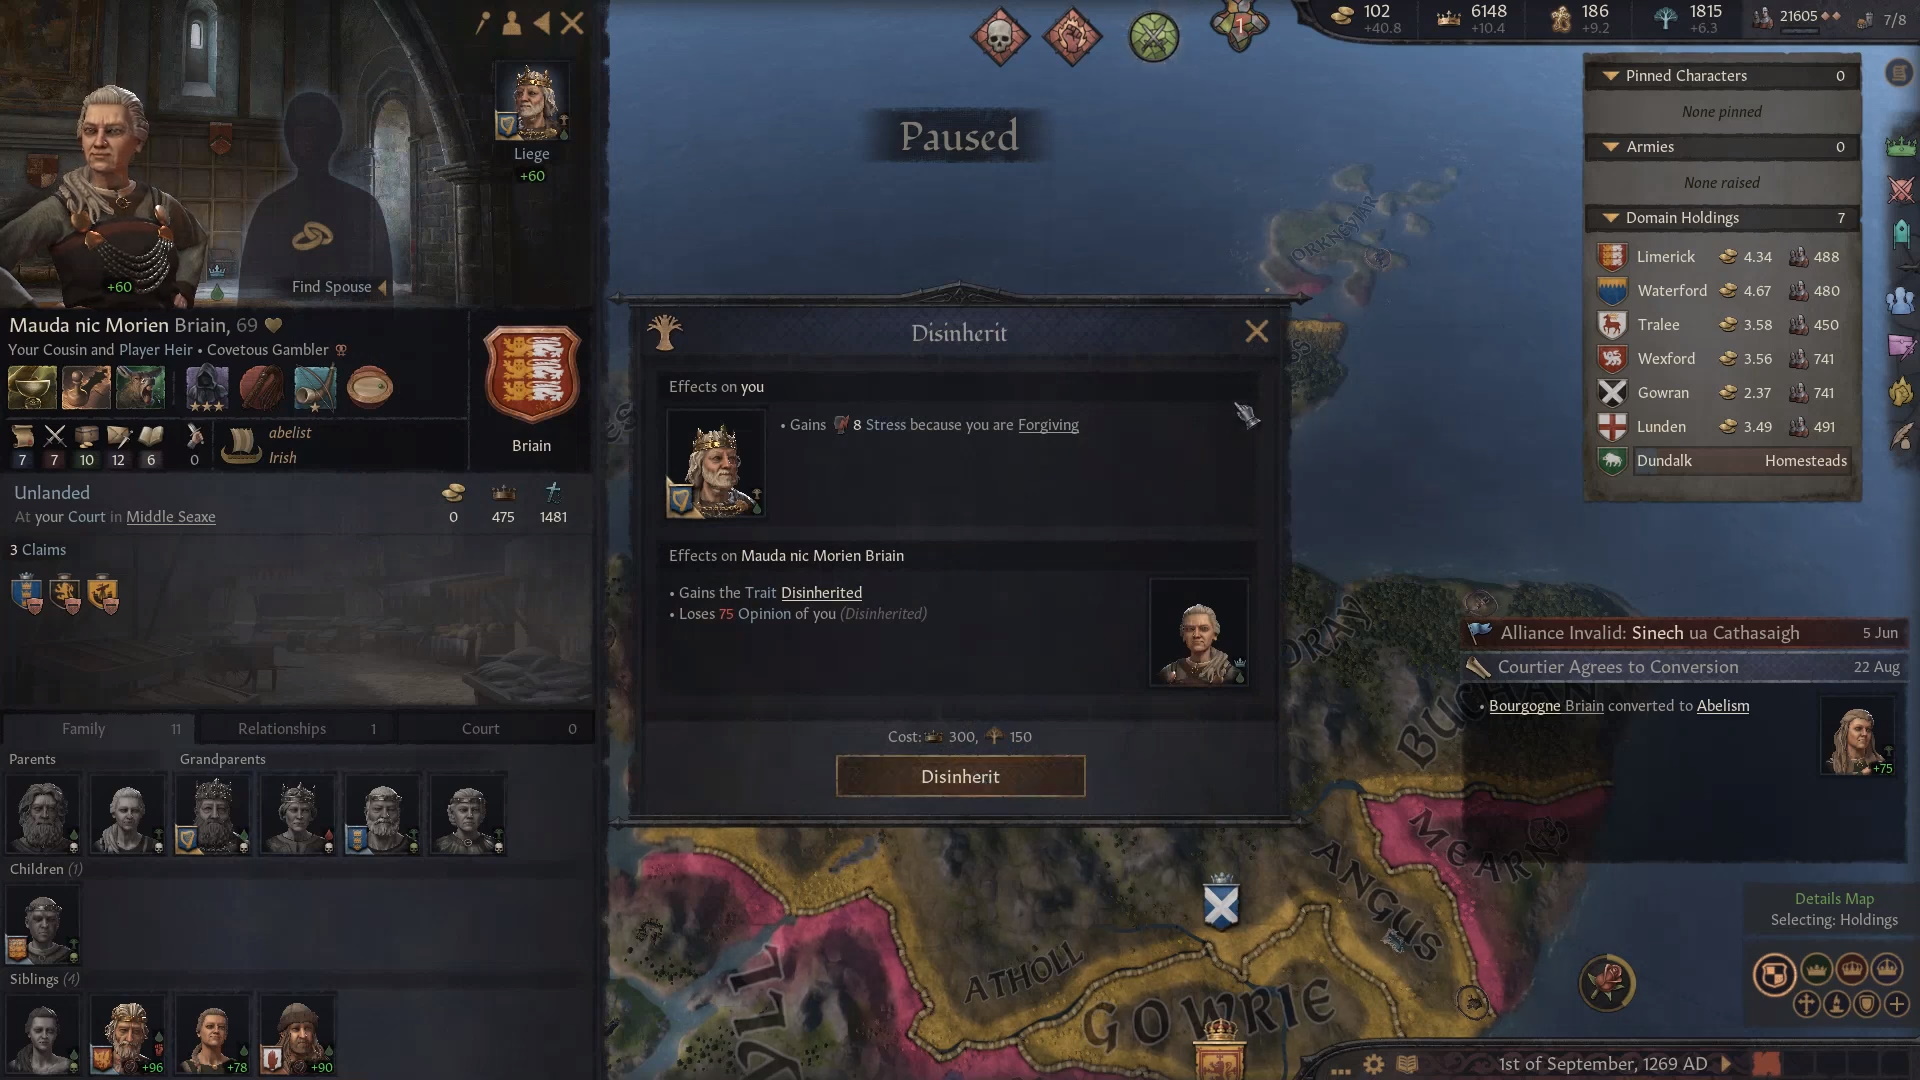 102
+40.8
6148
+10.4
186
+9.2
1815
+6.3
21605
7/8
1
Paused
Liege
+60
+60
Find Spouse
Mauda nic Morien Briain, 69
Your Cousin and Player Heir • Covetous Gambler
7 7 10 12 6 0
abelist
Irish
Briain
Unlanded
At your Court in Middle Seaxe
0 475 1481
3 Claims
Family 11
Relationships 1
Court 0
Parents
Grandparents
Children (1)
Siblings (4)
+96
+78
+90
Disinherit
Effects on you
• Gains 8 Stress because you are Forgiving
Effects on Mauda nic Morien Briain
• Gains the Trait Disinherited
• Loses 75 Opinion of you (Disinherited)
Cost: 300, 150
Disinherit
Pinned Characters 0
None pinned
Armies 0
None raised
Domain Holdings 7
Limerick 4.34 488
Waterford 4.67 480
Tralee 3.58 450
Wexford 3.56 741
Gowran 2.37 741
Lunden 3.49 491
Dundalk Homesteads
Alliance Invalid: Sinech ua Cathasaigh 5 Jun
Courtier Agrees to Conversion 22 Aug
• Bourgogne Briain converted to Abelism
+75
ORKNEYJAR
BUCHAN
MEARNS
ANGUS
ATHOLL
GOWRIE
Details Map
Selecting: Holdings
1st of September, 1269 AD